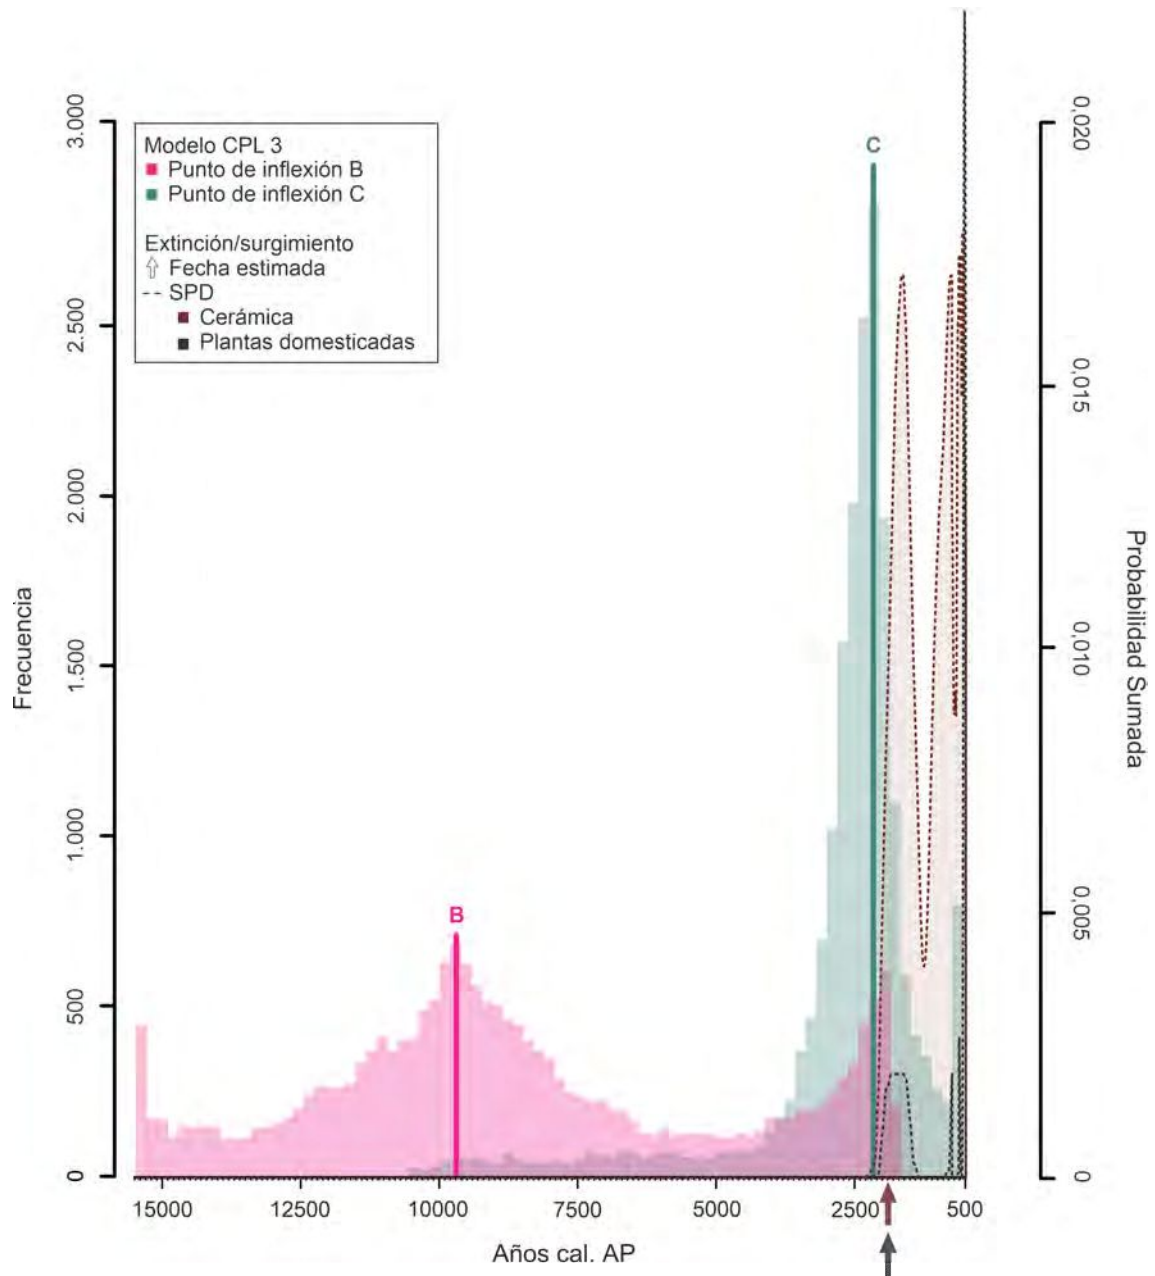 3.000
2.500
2.000
1.500
1.000
500
0
Frecuencia
Modelo CPL 3
Punto de inflexión B
Punto de inflexión C
Extinción/surgimiento
Fecha estimada
SPD
Cerámica
Plantas domesticadas
B
C
0,020
0,015
0,010
0,005
0
Probabilidad Sumada
15000 12500 10000 7500 5000 2500 500
Años cal. AP